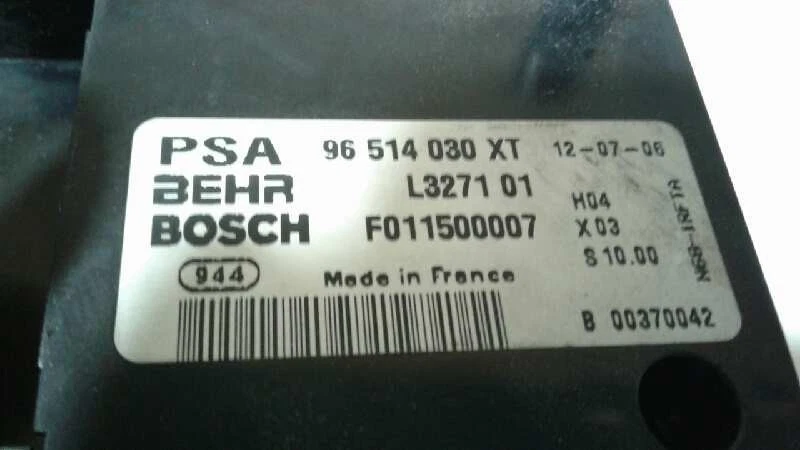 PSA 96 514 030 XT 12-07-06
BEHR L3271 01 H04
BOSCH F011500007 X03
S 10.00
944 Made in France
B 00370042